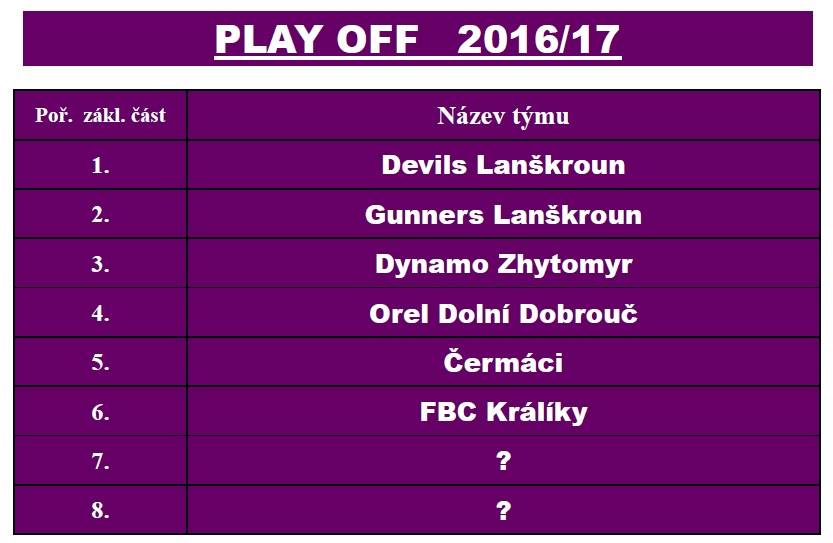 PLAY OFF 2016/17
Poř. zákl. část Název týmu
1. Devils Lanškroun
2. Gunners Lanškroun
3. Dynamo Zhytomyr
4. Orel Dolní Dobrouč
5. Čermáci
6. FBC Králíky
7. ?
8. ?